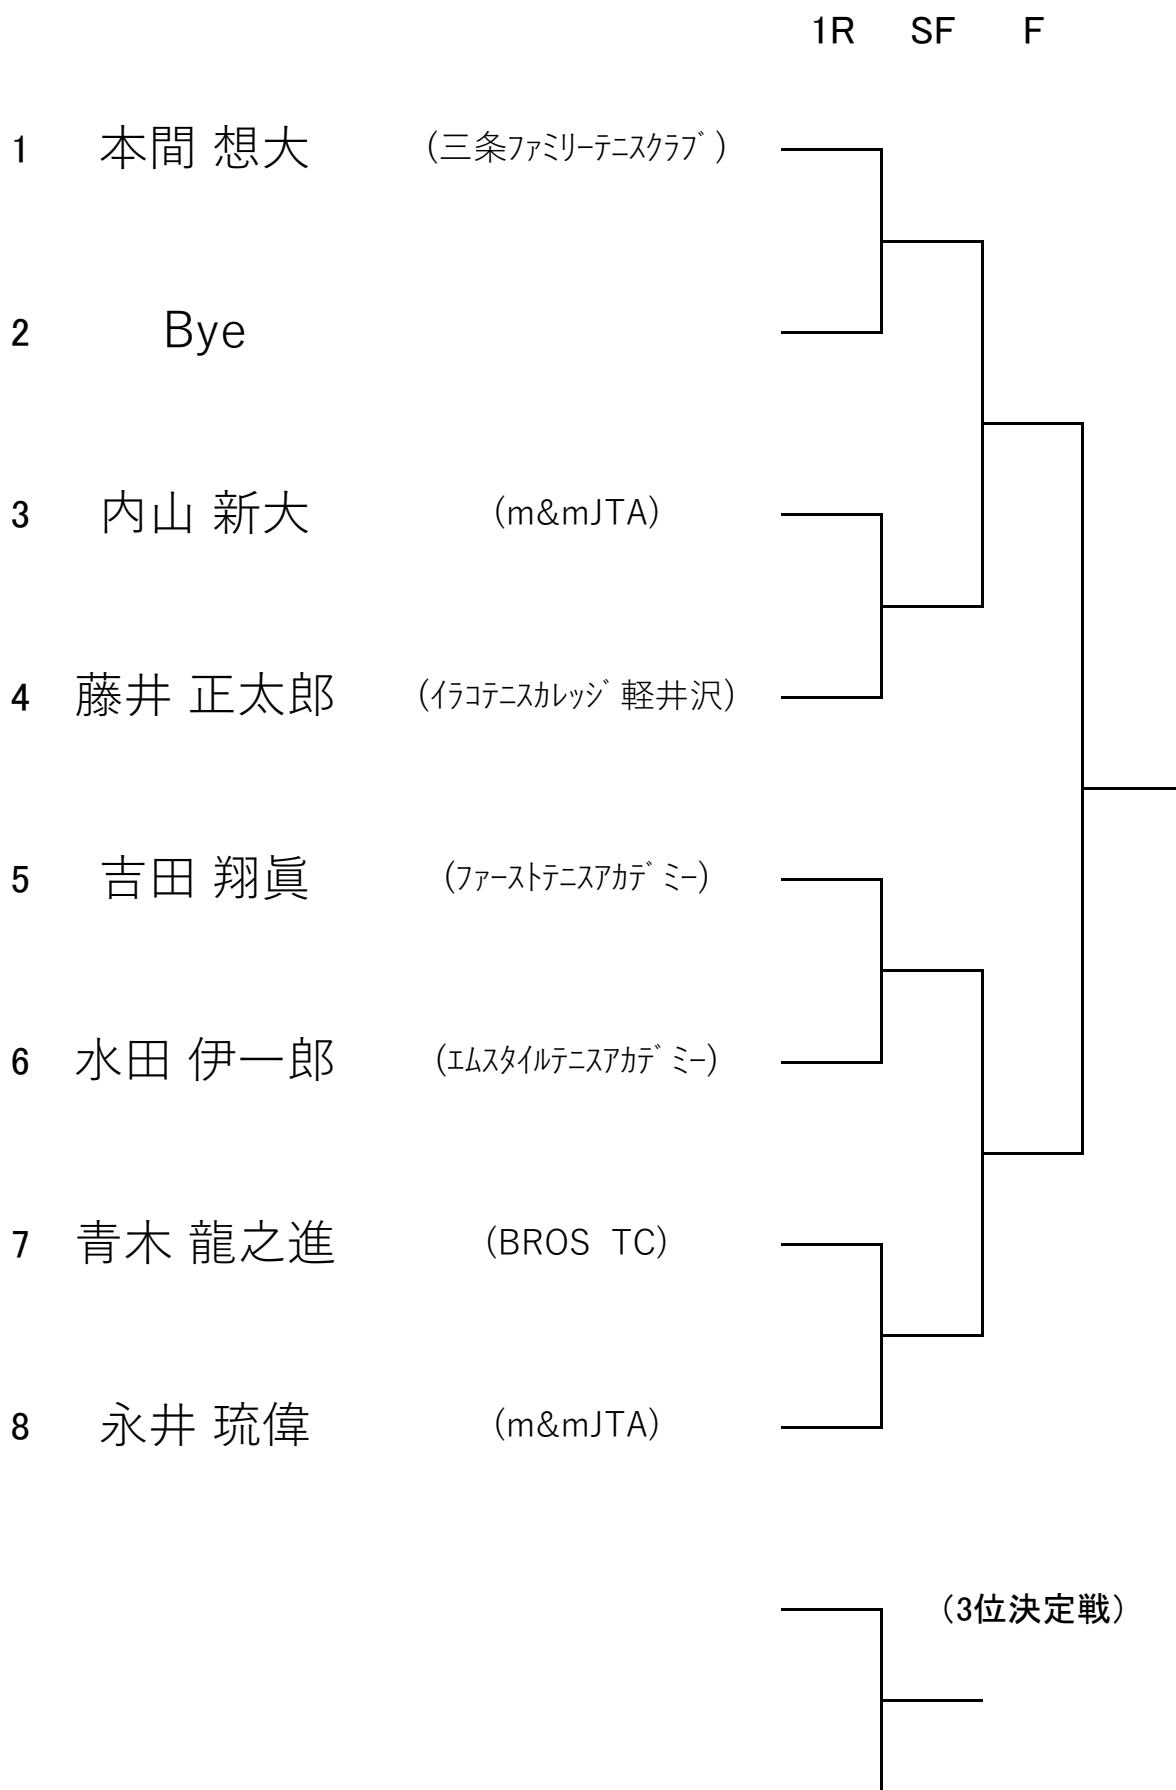 1R SF F
1 本間 想大 (三条ﾌｧﾐﾘｰﾃﾆｽｸﾗﾌﾞ)
2 Bye
3 内山 新大 (m&mJTA)
4 藤井 正太郎 (ｲﾗｺﾃﾆｽｶﾚｯｼﾞ軽井沢)
5 吉田 翔眞 (ﾌｧｰｽﾄﾃﾆｽｱｶﾃﾞﾐｰ)
6 水田 伊一郎 (ｴﾑｽﾀｲﾙﾃﾆｽｱｶﾃﾞﾐｰ)
7 青木 龍之進 (BROS TC)
8 永井 琉偉 (m&mJTA)
(3位決定戦)